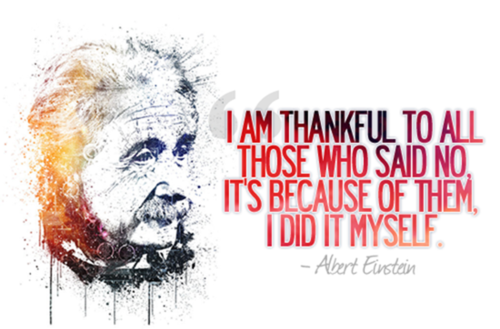 “
I AM THANKFUL TO ALL
THOSE WHO SAID NO,
IT'S BECAUSE OF THEM,
I DID IT MYSELF.
– Albert Einstein